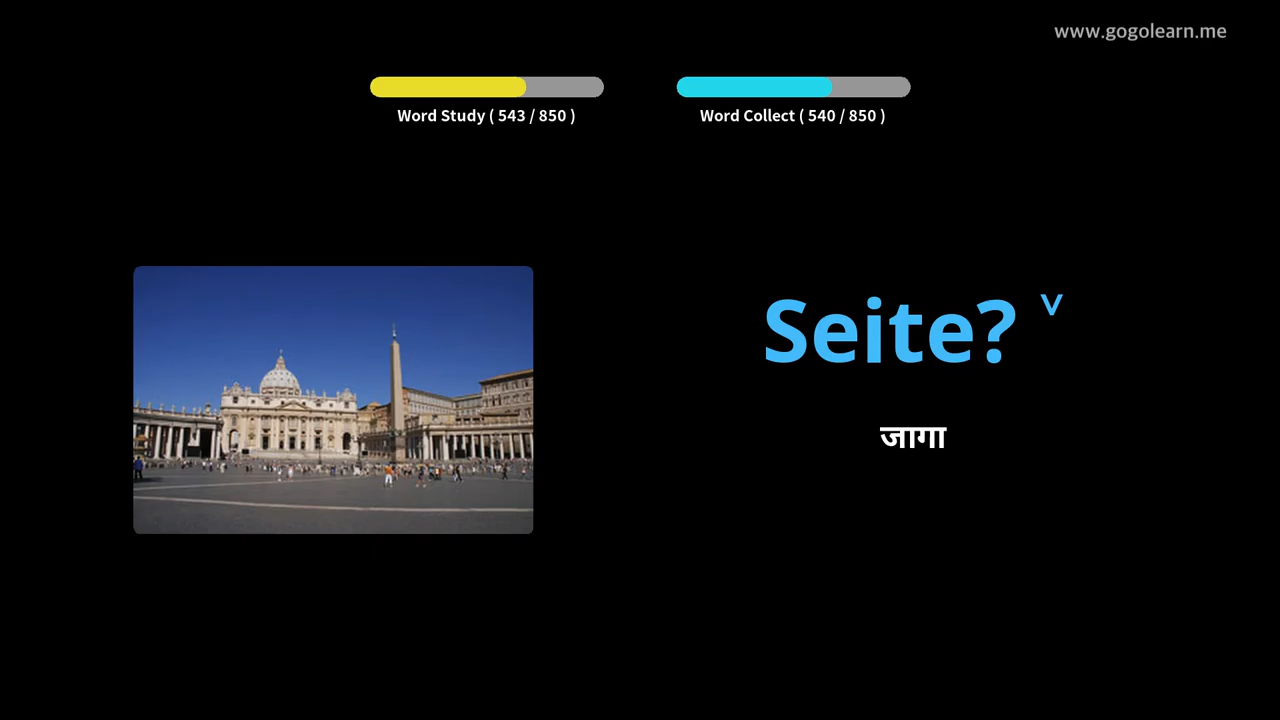 www.gogolearn.me
Word Study ( 543 / 850 )
Word Collect ( 540 / 850 )
Seite? ᵛ
जागा